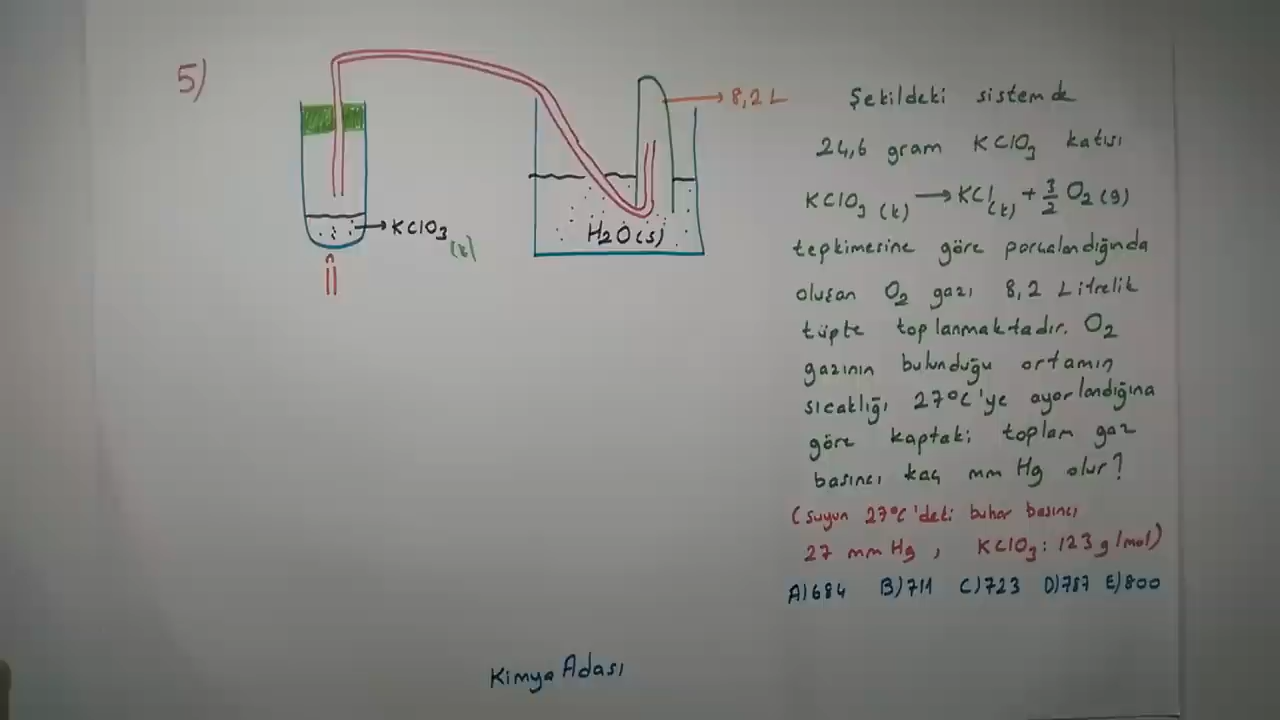 5)
8,2 L
KClO3 (k)
H2O(s)
Şekildeki sistemde
24,6 gram KClO3 katısı
KClO3 (k) → KCl(k) + 3/2 O2(g)
tepkimesine göre parçalandığında
oluşan O2 gazı 8,2 Litrelik
tüpte toplanmaktadır. O2
gazının bulunduğu ortamın
sıcaklığı 27°C'ye ayarlandığına
göre kaptaki toplam gaz
basıncı kaç mm Hg olur?
(suyun 27°C'deki buhar basıncı
27 mm Hg, KClO3: 123 g/mol)
A)684 B)711 C)723 D)787 E)800
Kimya Adası